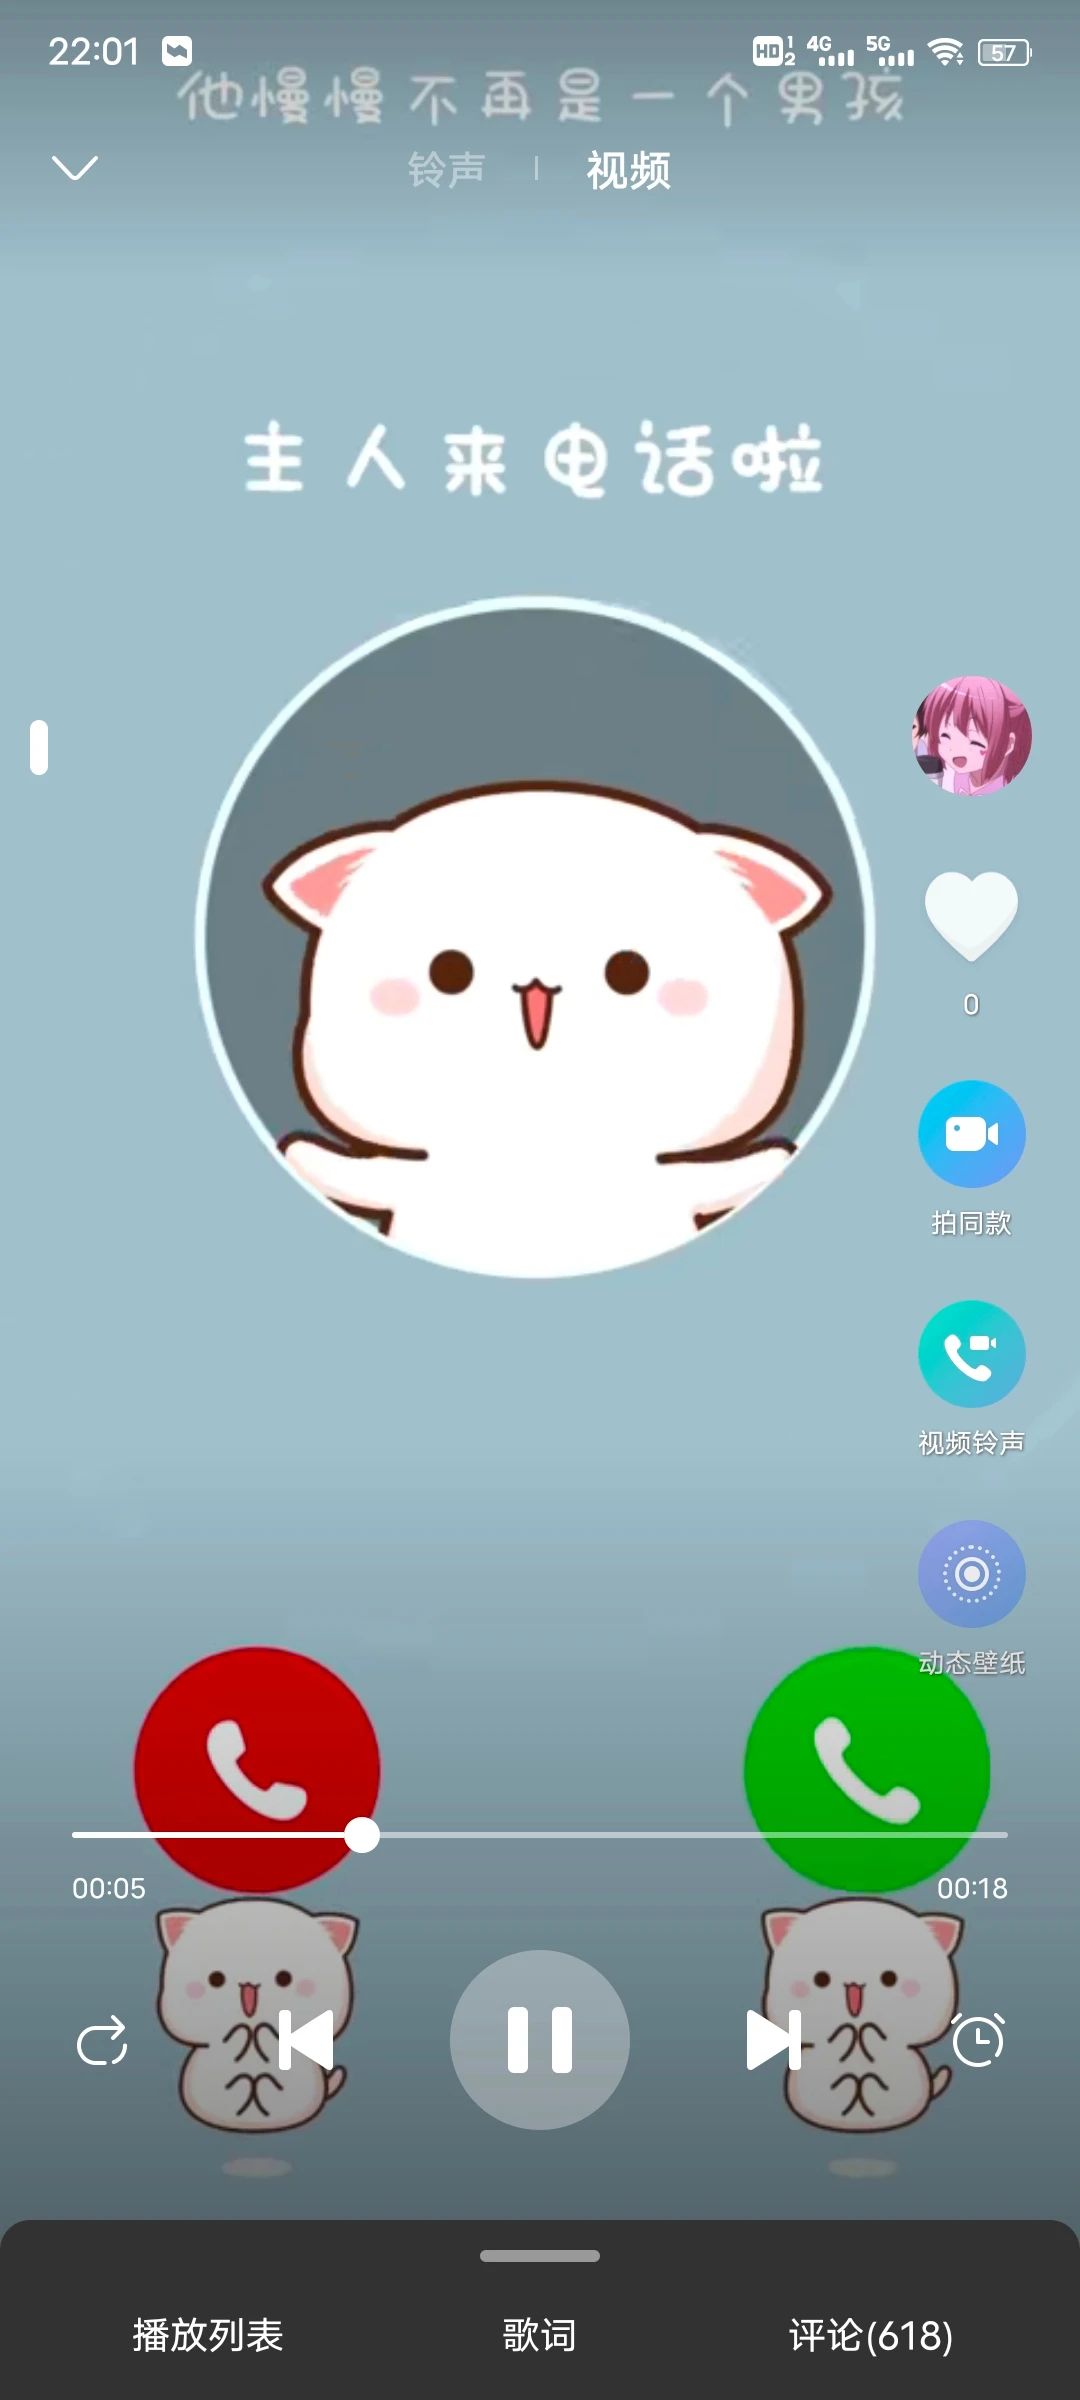 22:01
HD 1 2 4G 5G 57
他慢慢不再是一个男孩
铃声 | 视频
主人来电话啦
0
拍同款
视频铃声
动态壁纸
00:05 00:18
播放列表 歌词 评论(618)